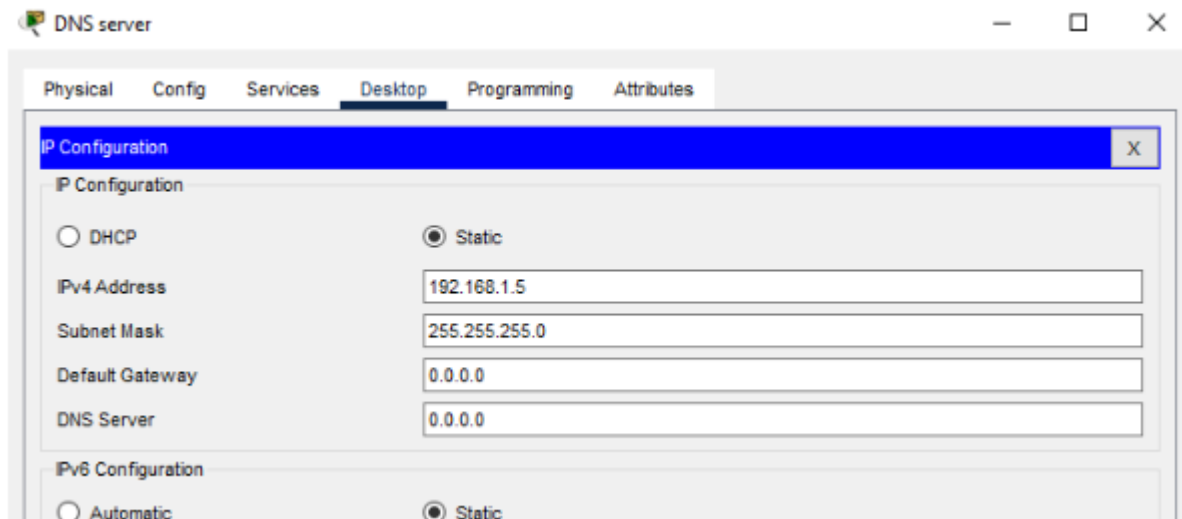 DNS server
Physical Config Services Desktop Programming Attributes
IP Configuration X
IP Configuration
DHCP Static
IPv4 Address 192.168.1.5
Subnet Mask 255.255.255.0
Default Gateway 0.0.0.0
DNS Server 0.0.0.0
IPv6 Configuration
Automatic Static